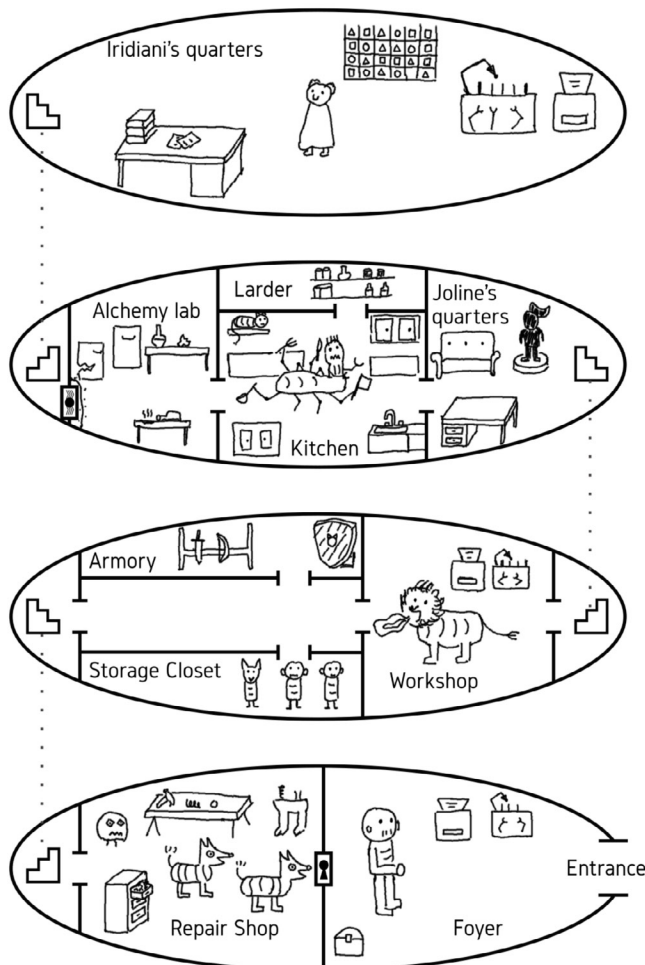 Iridiani's quarters
Alchemy lab
Larder
Joline's
quarters
Kitchen
Armory
Storage Closet
Workshop
Entrance
Repair Shop
Foyer